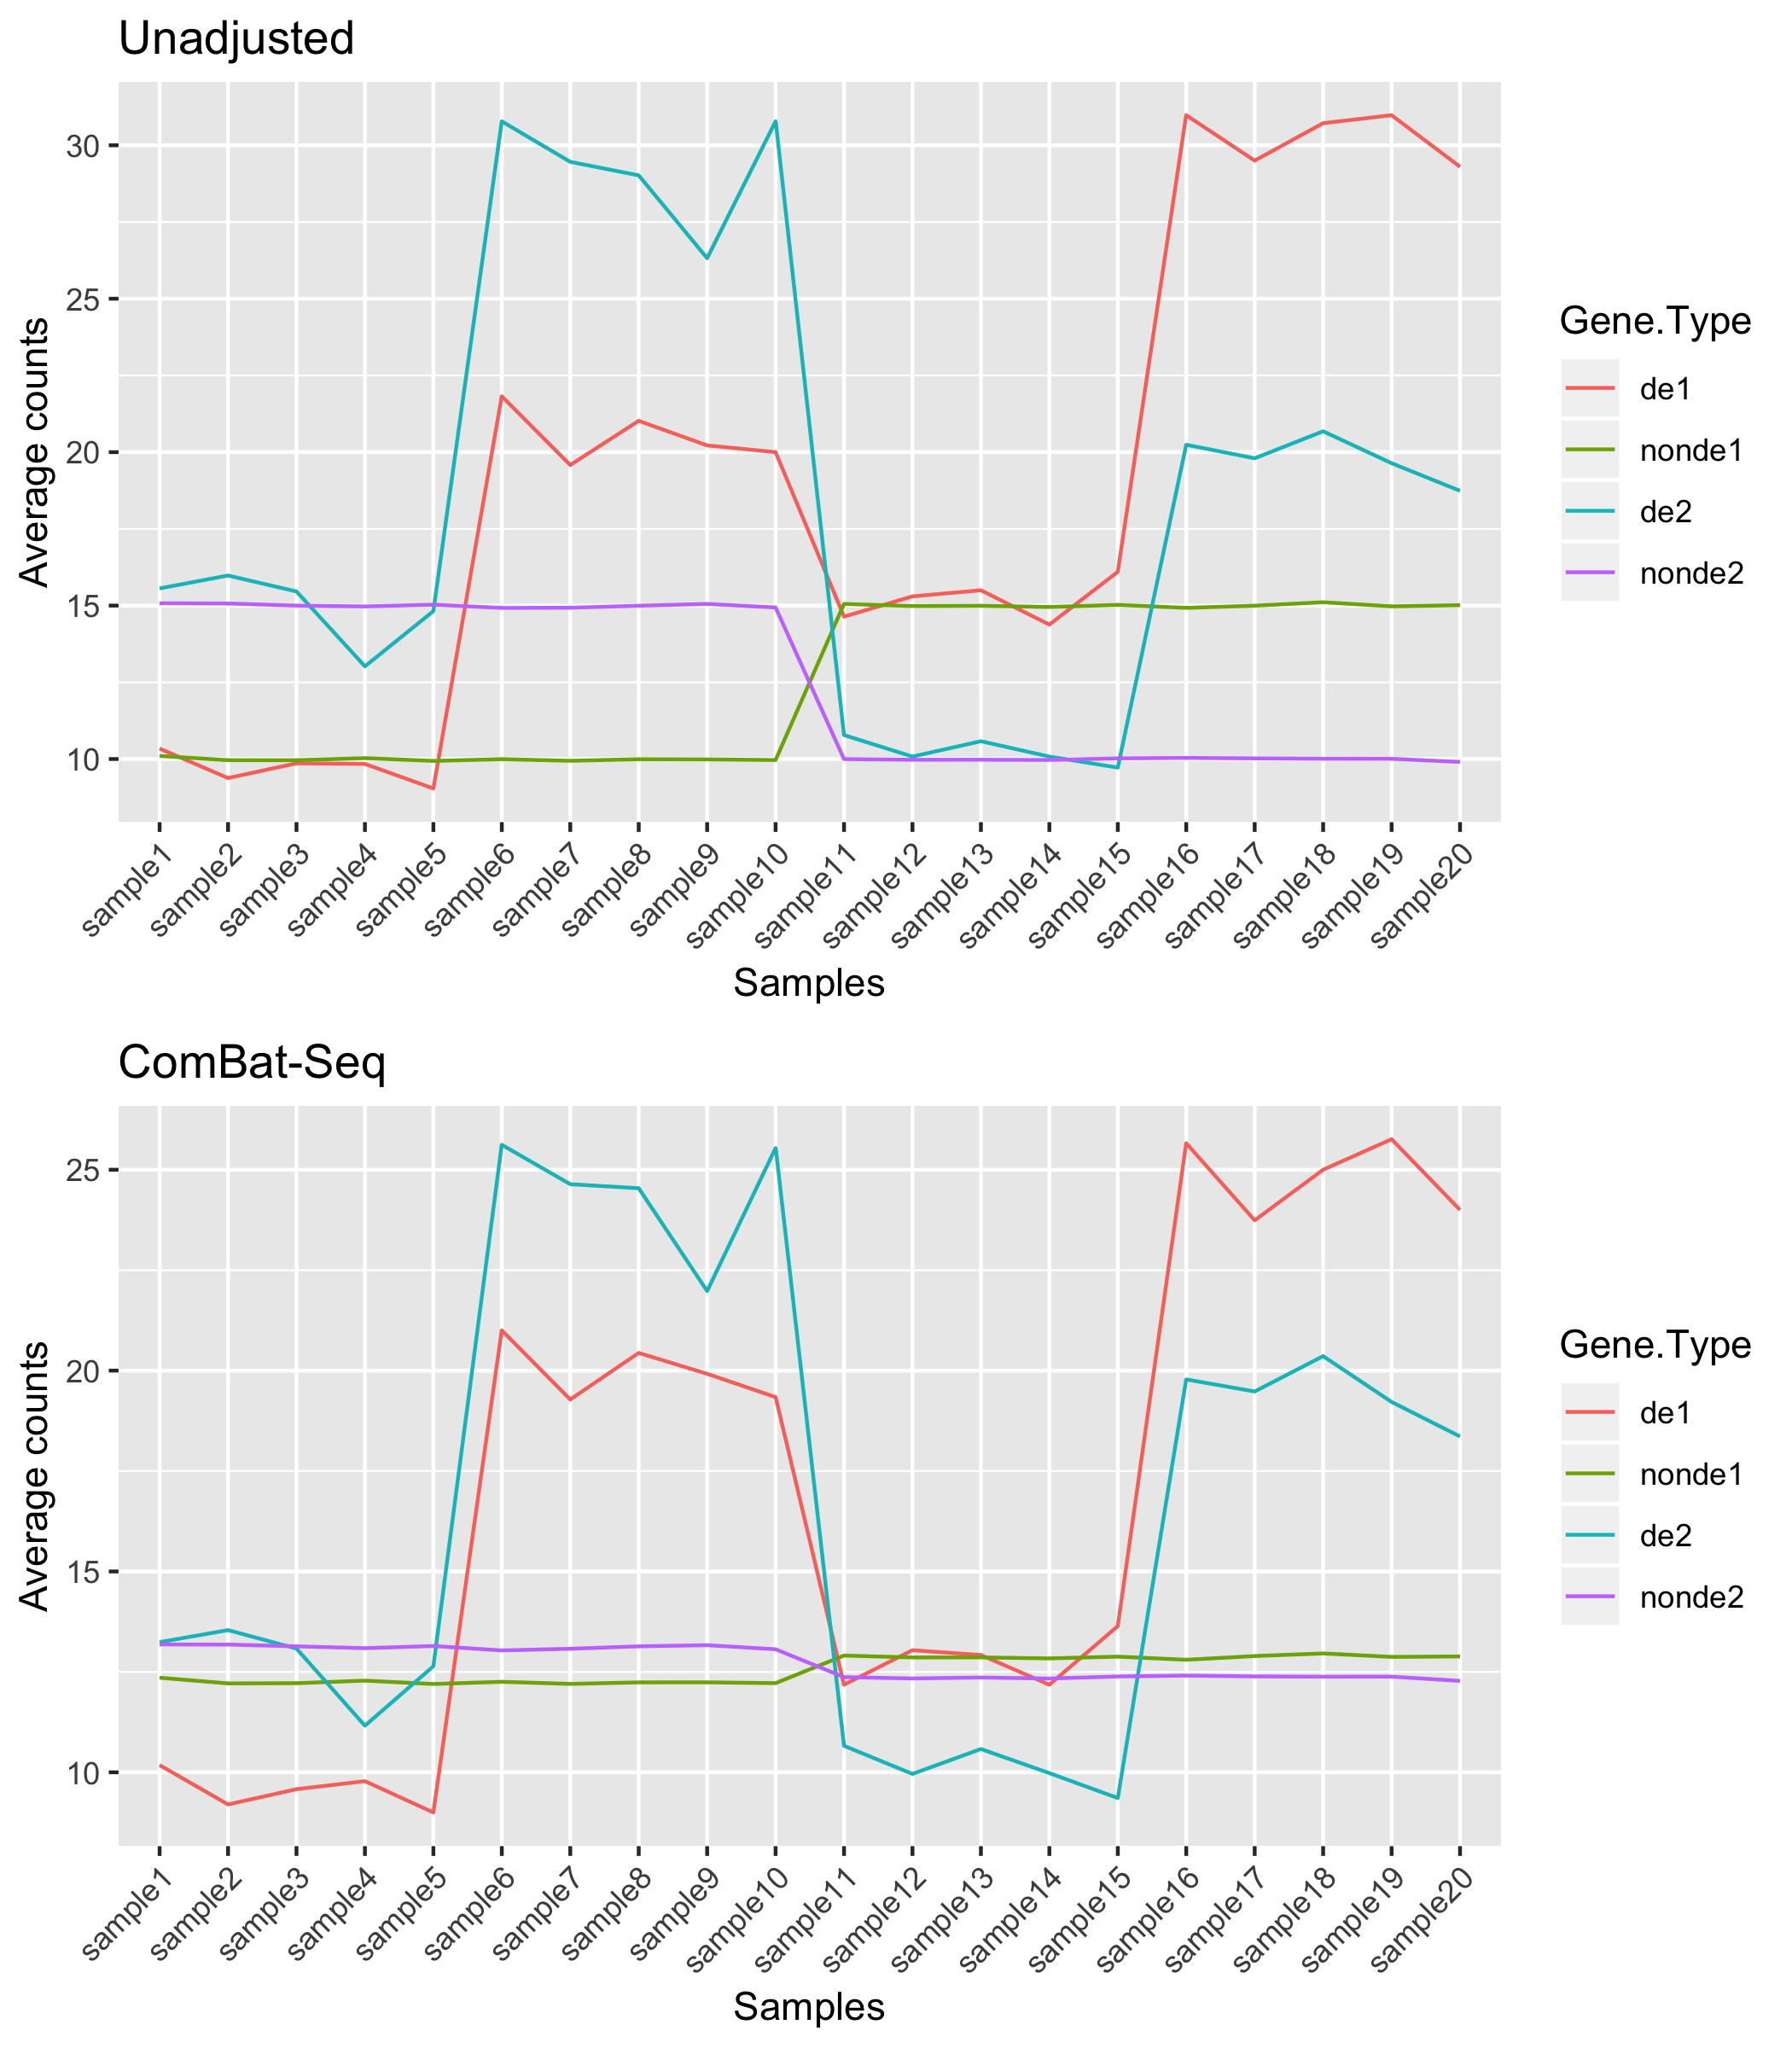 Unadjusted
30
25
20
15
10
Average counts
sample1
sample2
sample3
sample4
sample5
sample6
sample7
sample8
sample9
sample10
sample11
sample12
sample13
sample14
sample15
sample16
sample17
sample18
sample19
sample20
Samples
Gene.Type
de1
nonde1
de2
nonde2
ComBat-Seq
25
20
15
10
Average counts
sample1
sample2
sample3
sample4
sample5
sample6
sample7
sample8
sample9
sample10
sample11
sample12
sample13
sample14
sample15
sample16
sample17
sample18
sample19
sample20
Samples
Gene.Type
de1
nonde1
de2
nonde2